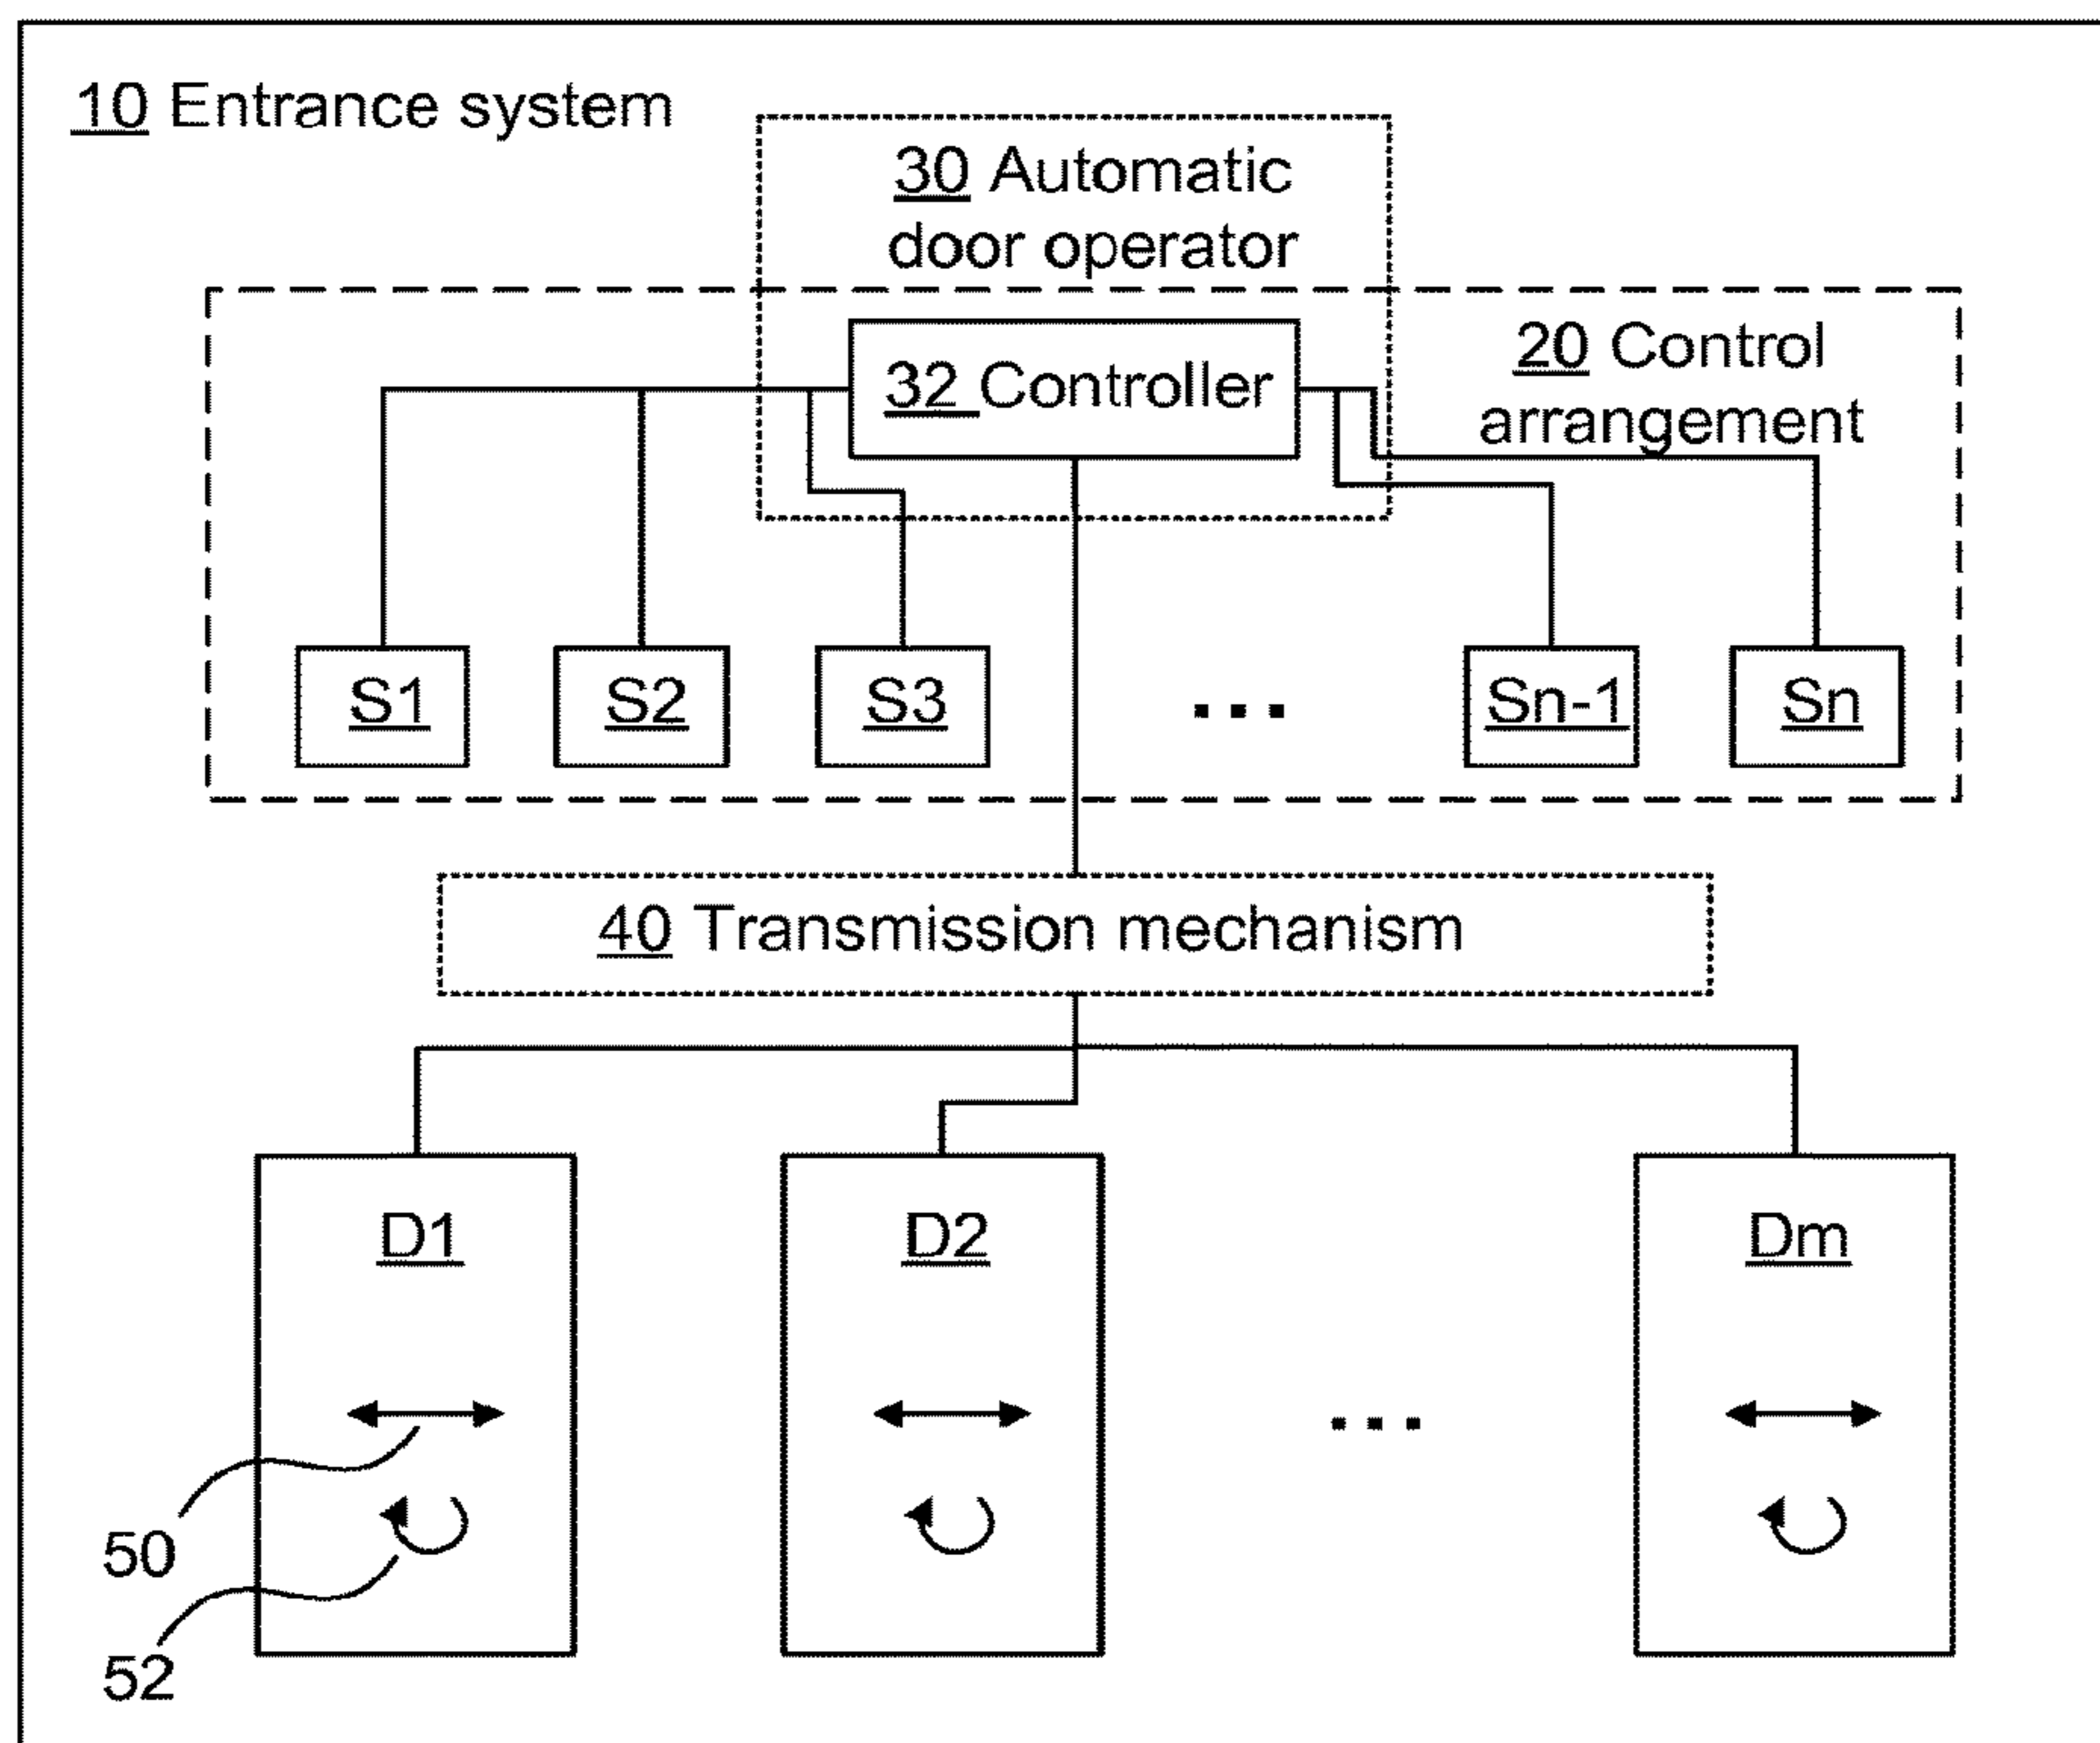 10 Entrance system
30 Automatic
door operator
32 Controller
20 Control
arrangement
S1 S2 S3 ... Sn-1 Sn
40 Transmission mechanism
D1 D2 Dm
...
50
52